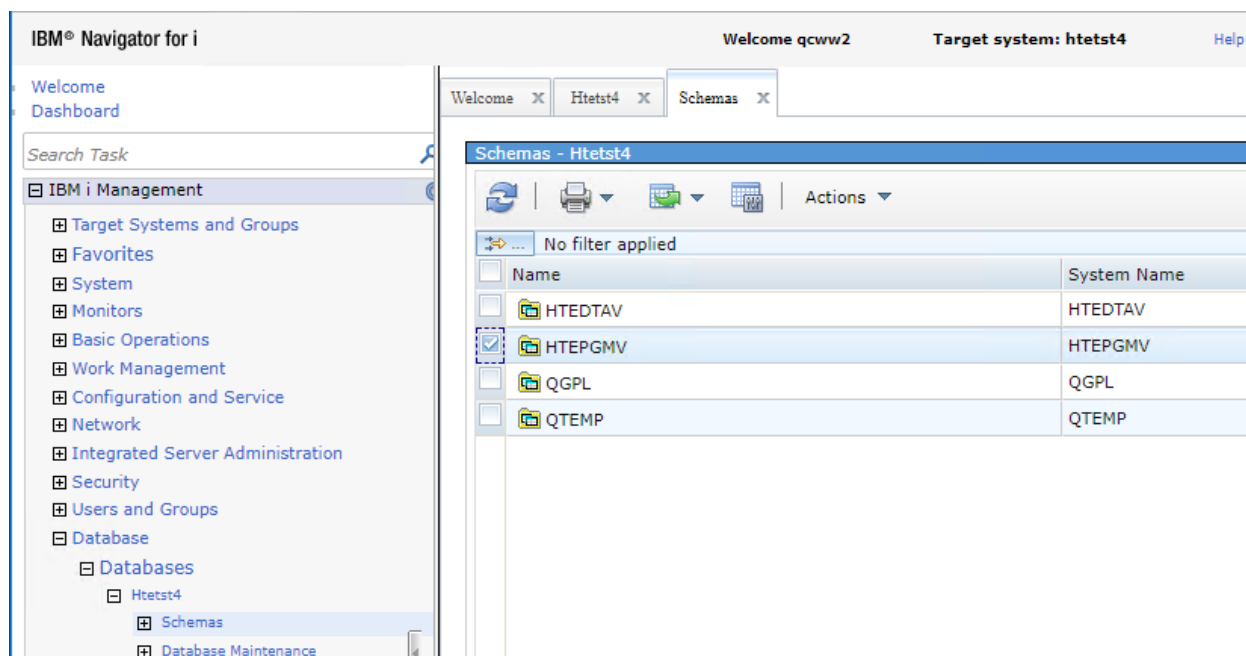 IBM® Navigator for i
Welcome qcww2 Target system: htetst4 Help
Welcome
Dashboard
Search Task
IBM i Management
Target Systems and Groups
Favorites
System
Monitors
Basic Operations
Work Management
Configuration and Service
Network
Integrated Server Administration
Security
Users and Groups
Database
Databases
Htetst4
Schemas
Database Maintenance
Welcome X Htetst4 X Schemas X
Schemas - Htetst4
Actions
... No filter applied
Name System Name
HTEDTAV HTEDTAV
HTEPGMV HTEPGMV
QGPL QGPL
QTEMP QTEMP